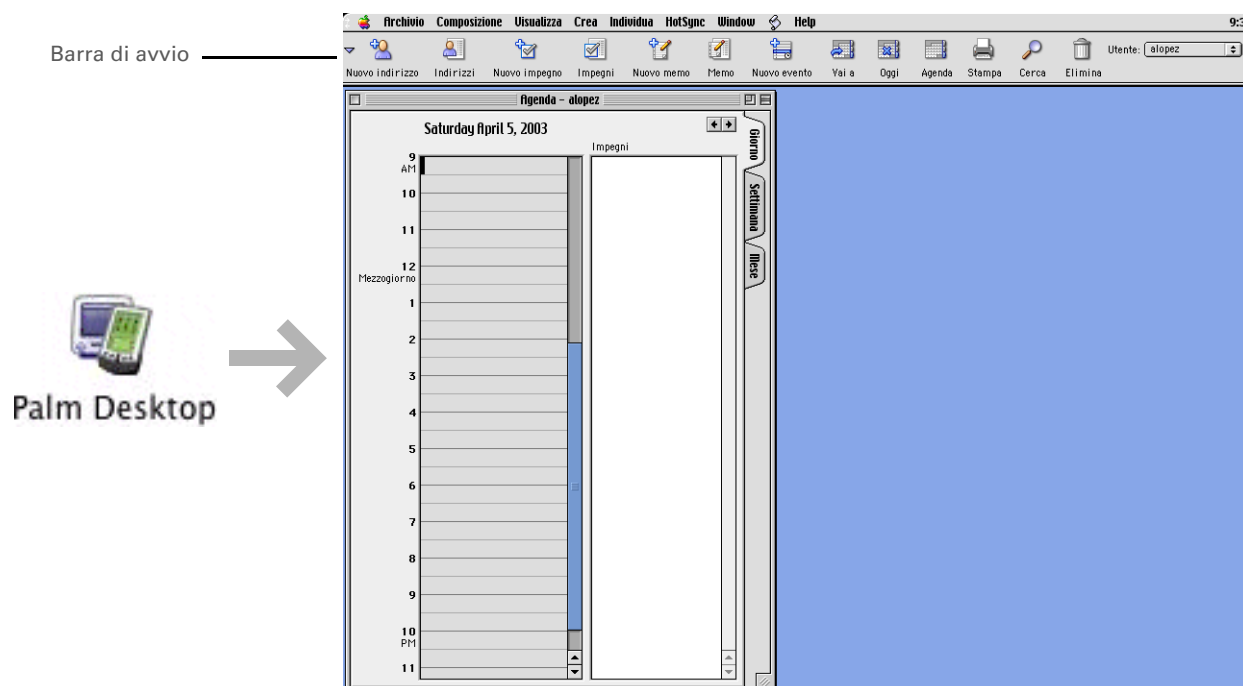 Archivio Composizione Visualizza Crea Individua HotSync Window Help 9:3
Barra di avvio
Utente: alopez
Nuovo indirizzo Indirizzi Nuovo impegno Impegni Nuovo memo Memo Nuovo evento Vai a Oggi Agenda Stampa Cerca Elimina
Agenda - alopez
Saturday April 5, 2003
Impegni
Giorno
Settimana
Mese
9
AM
10
11
12
Mezzogiorno
1
2
3
4
5
6
7
8
9
10
PM
11
Palm Desktop